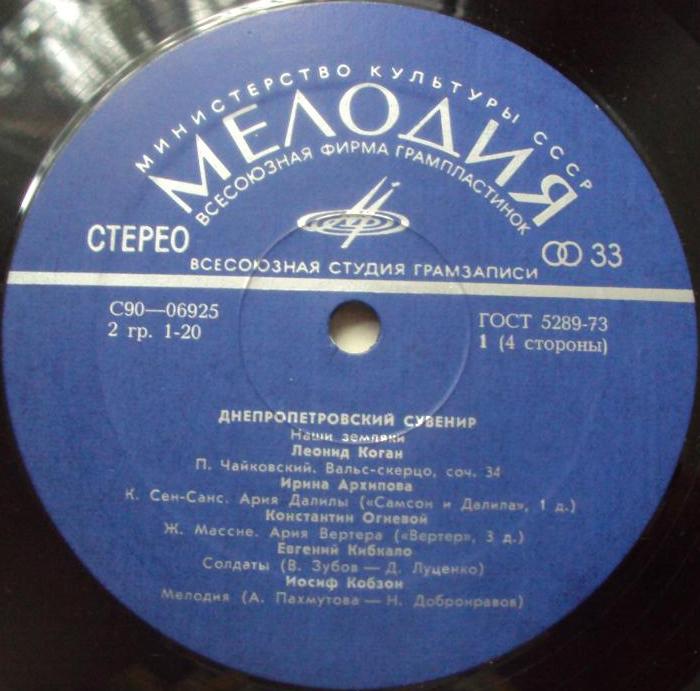 МИНИСТЕРСТВО КУЛЬТУРЫ СССР
МЕЛОДИЯ
ВСЕСОЮЗНАЯ ФИРМА ГРАМПЛАСТИНОК
СТЕРЕО
33
ВСЕСОЮЗНАЯ СТУДИЯ ГРАМЗАПИСИ
С90—06925
2 гр. 1-20
ГОСТ 5289-73
1 (4 стороны)
ДНЕПРОПЕТРОВСКИЙ СУВЕНИР
Наши земляки
Леонид Коган
П. Чайковский. Вальс-скерцо, соч. 34
Ирина Архипова
К. Сен-Санс. Ария Далилы («Самсон и Далила», 1 д.)
Константин Огневой
Ж. Массне. Ария Вертера («Вертер», 3 д.)
Евгений Кибкало
Солдаты (В. Зубов — Д. Луценко)
Иосиф Кобзон
Мелодия (А. Пахмутова — Н. Добронравов)